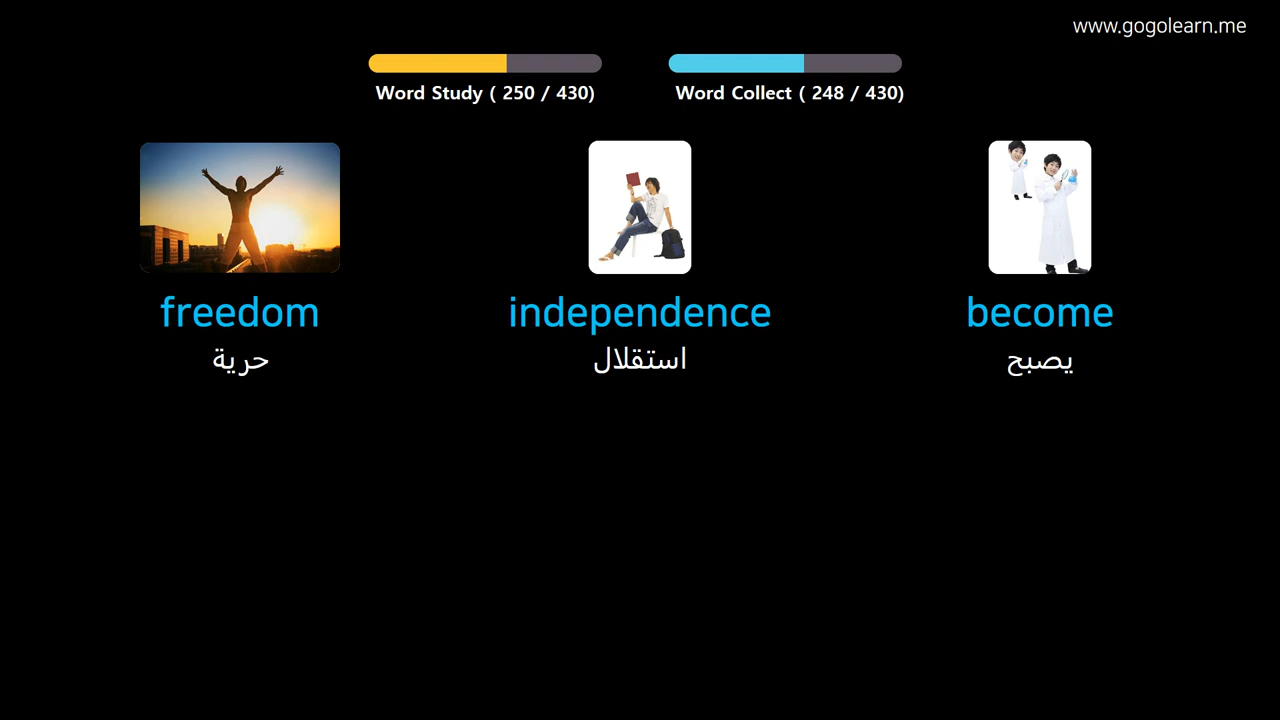 www.gogolearn.me
Word Study ( 250 / 430)
Word Collect ( 248 / 430)
freedom
حرية
independence
استقلال
become
يصبح